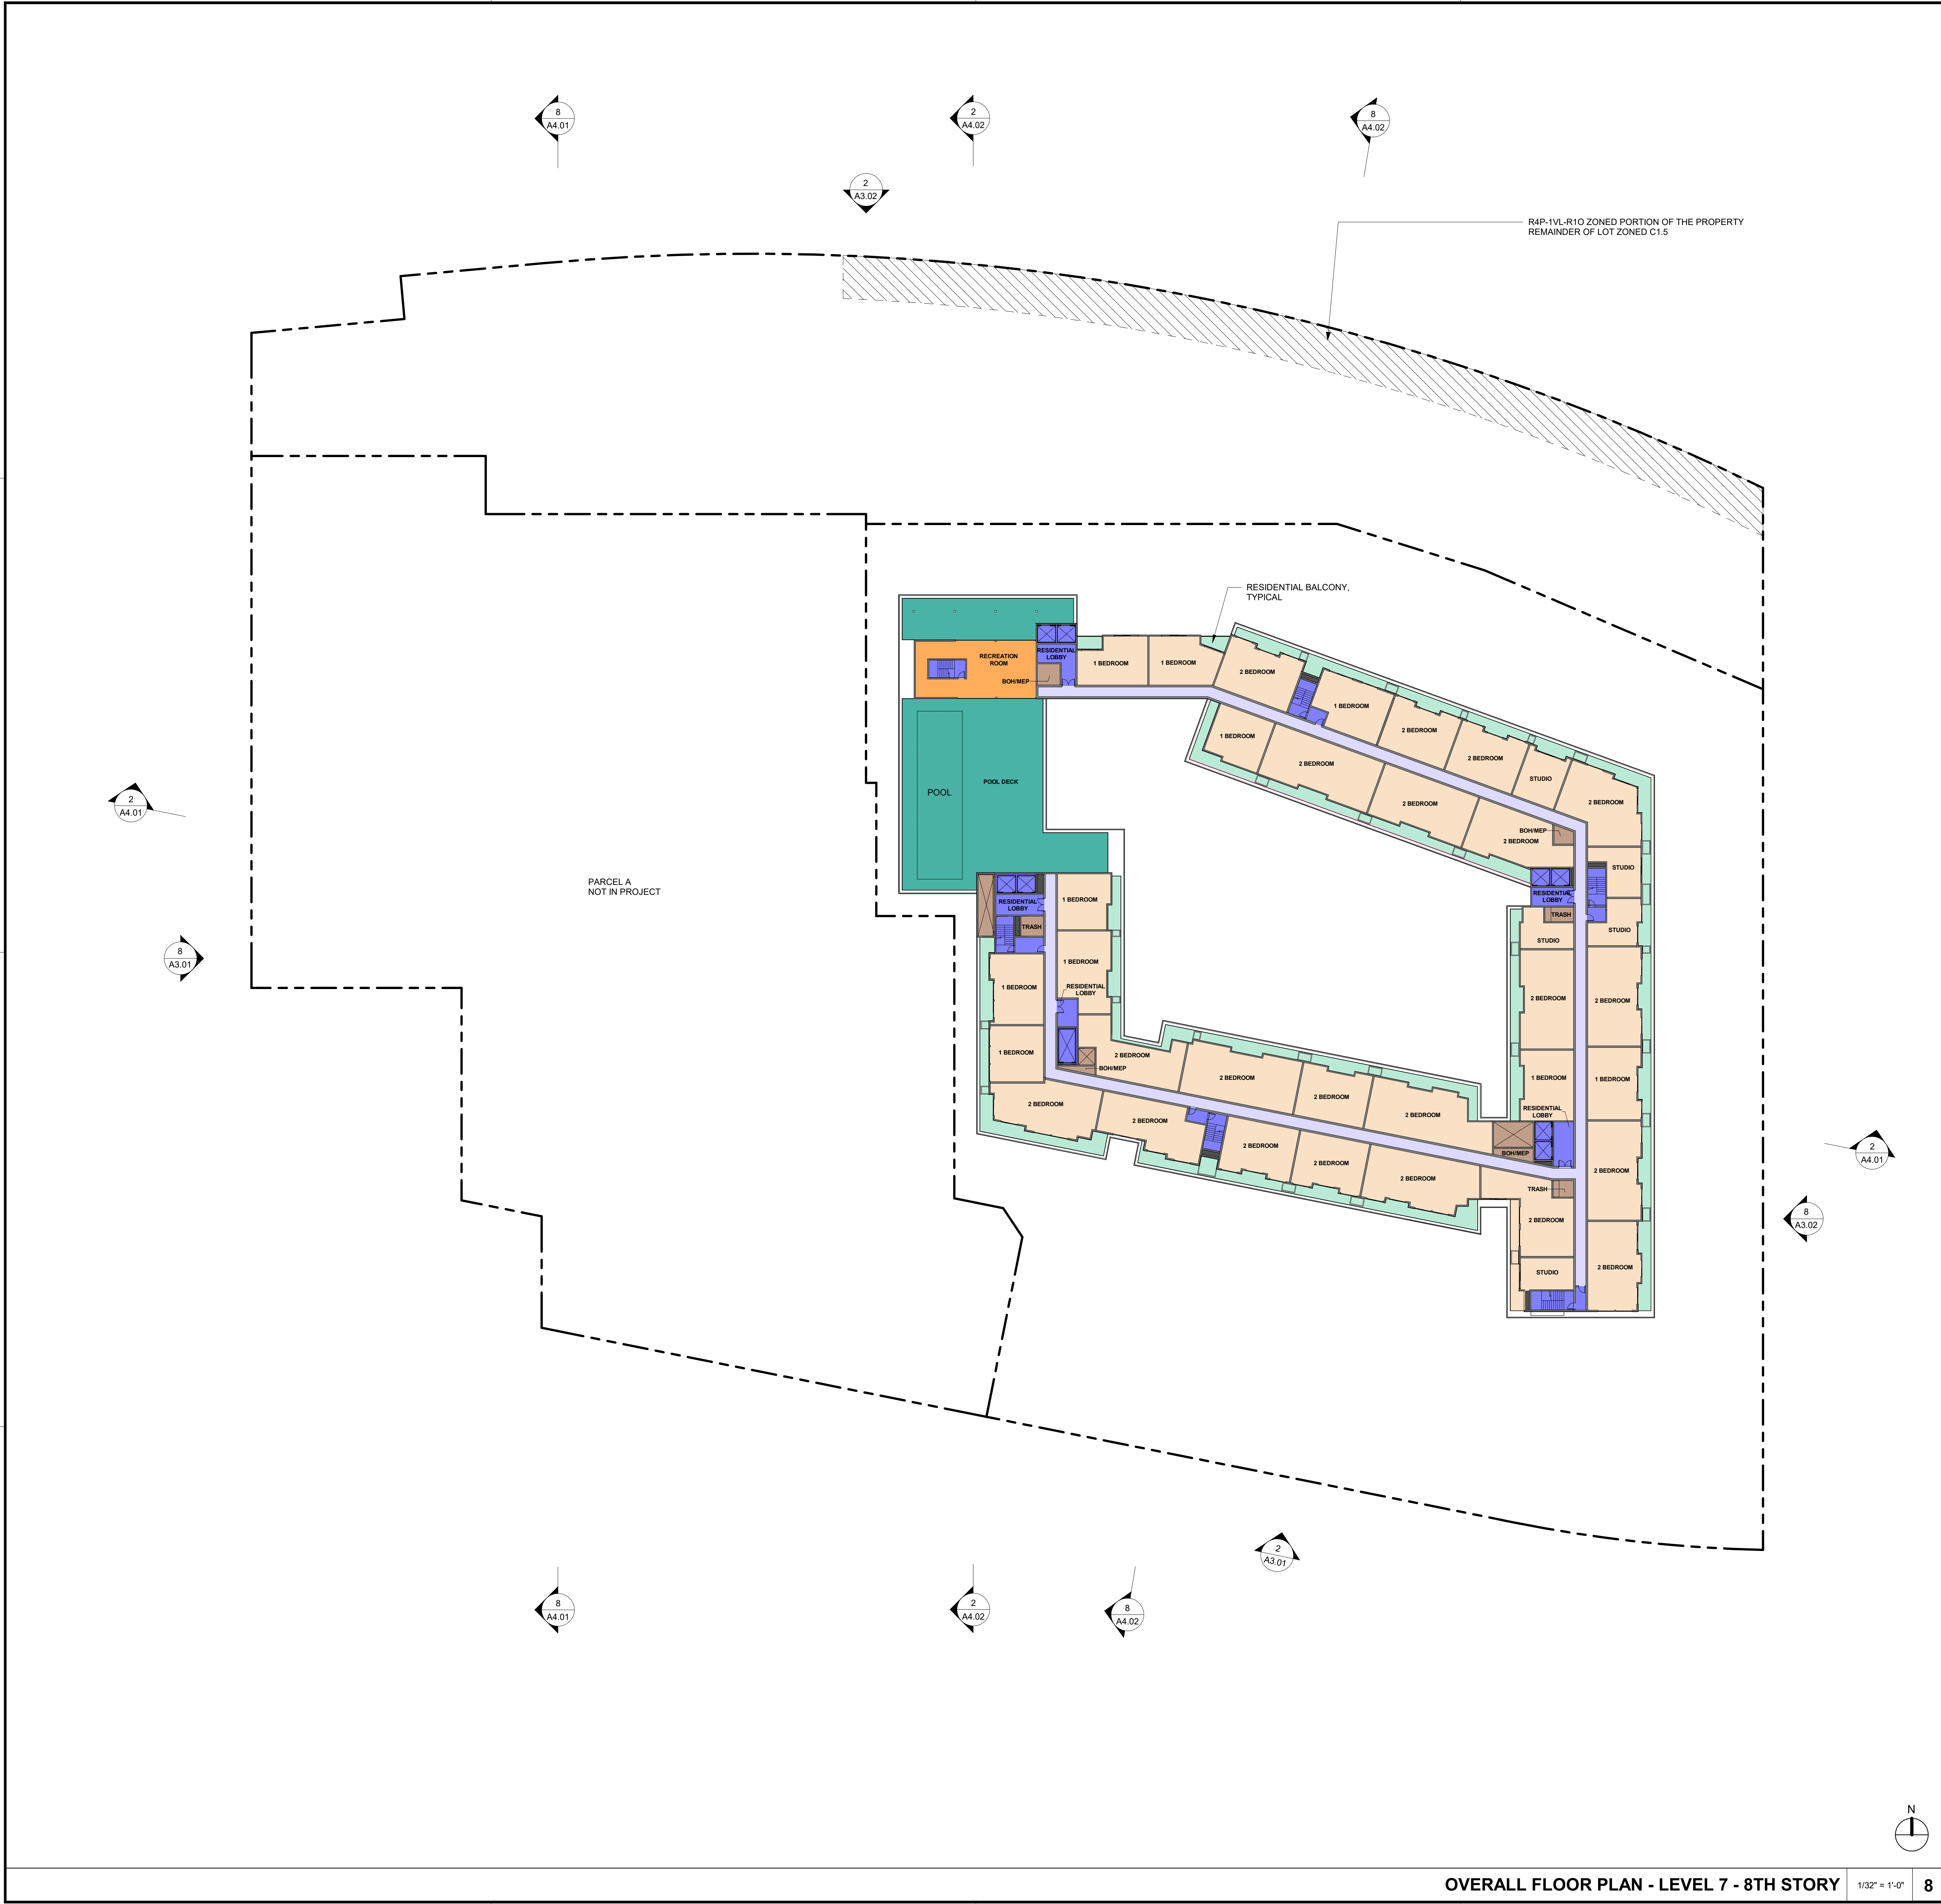 8
A4.01
2
A4.02
8
A4.02
2
A3.02
R4P-1VL-R1O ZONED PORTION OF THE PROPERTY
REMAINDER OF LOT ZONED C1.5
RESIDENTIAL BALCONY,
TYPICAL
RECREATION
ROOM
RESIDENTIAL
LOBBY
BOH/MEP
1 BEDROOM
1 BEDROOM
2 BEDROOM
1 BEDROOM
2 BEDROOM
2 BEDROOM
STUDIO
2 BEDROOM
1 BEDROOM
2 BEDROOM
2 BEDROOM
BOH/MEP
2 BEDROOM
POOL
POOL DECK
2
A4.01
PARCEL A
NOT IN PROJECT
STUDIO
RESIDENTIAL
LOBBY
TRASH
STUDIO
STUDIO
1 BEDROOM
RESIDENTIAL
LOBBY
TRASH
1 BEDROOM
1 BEDROOM
RESIDENTIAL
LOBBY
8
A3.01
2 BEDROOM
2 BEDROOM
1 BEDROOM
2 BEDROOM
BOH/MEP
2 BEDROOM
2 BEDROOM
2 BEDROOM
1 BEDROOM
1 BEDROOM
RESIDENTIAL
LOBBY
2 BEDROOM
2 BEDROOM
2 BEDROOM
2 BEDROOM
2 BEDROOM
BOH/MEP
2 BEDROOM
TRASH
2 BEDROOM
STUDIO
2 BEDROOM
2
A4.01
8
A3.02
2
A3.01
8
A4.01
2
A4.02
8
A4.02
N
OVERALL FLOOR PLAN - LEVEL 7 - 8TH STORY
1/32" = 1'-0"
8